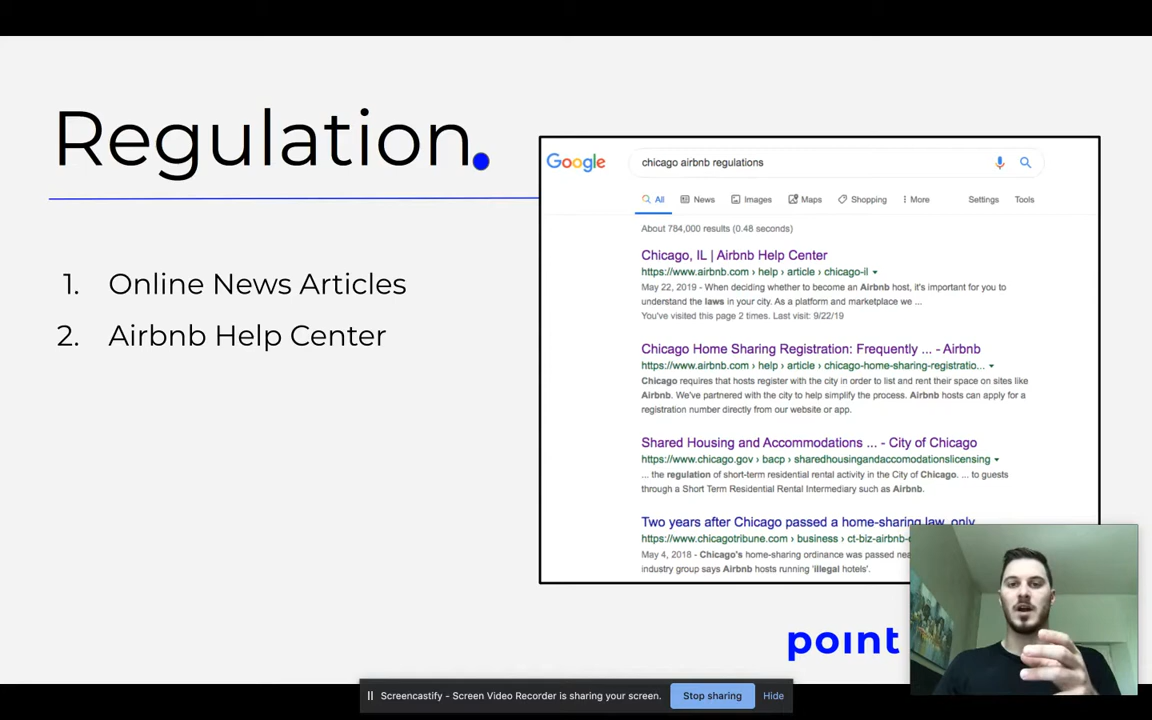 Regulation.
1. Online News Articles
2. Airbnb Help Center
Google
chicago airbnb regulations
All
News
Images
Maps
Shopping
More
Settings
Tools
About 784,000 results (0.48 seconds)
Chicago, IL | Airbnb Help Center
https://www.airbnb.com › help › article › chicago-il
May 22, 2019 - When deciding whether to become an Airbnb host, it's important for you to
understand the laws in your city. As a platform and marketplace we ...
You've visited this page 2 times. Last visit: 9/22/19
Chicago Home Sharing Registration: Frequently ... - Airbnb
https://www.airbnb.com › help › article › chicago-home-sharing-registratio...
Chicago requires that hosts register with the city in order to list and rent their space on sites like
Airbnb. We've partnered with the city to help simplify the process. Airbnb hosts can apply for a
registration number directly from our website or app.
Shared Housing and Accommodations ... - City of Chicago
https://www.chicago.gov › bacp › sharedhousingandaccomodationslicensing
... the regulation of short-term residential rental activity in the City of Chicago. ... to guests
through a Short Term Residential Rental Intermediary such as Airbnb.
Two years after Chicago passed a home-sharing law, only
https://www.chicagotribune.com › business › ct-biz-airbnb-
May 4, 2018 - Chicago's home-sharing ordinance was passed
industry group says Airbnb hosts running 'illegal hotels'.
point
Screencastify - Screen Video Recorder is sharing your screen.
Stop sharing
Hide